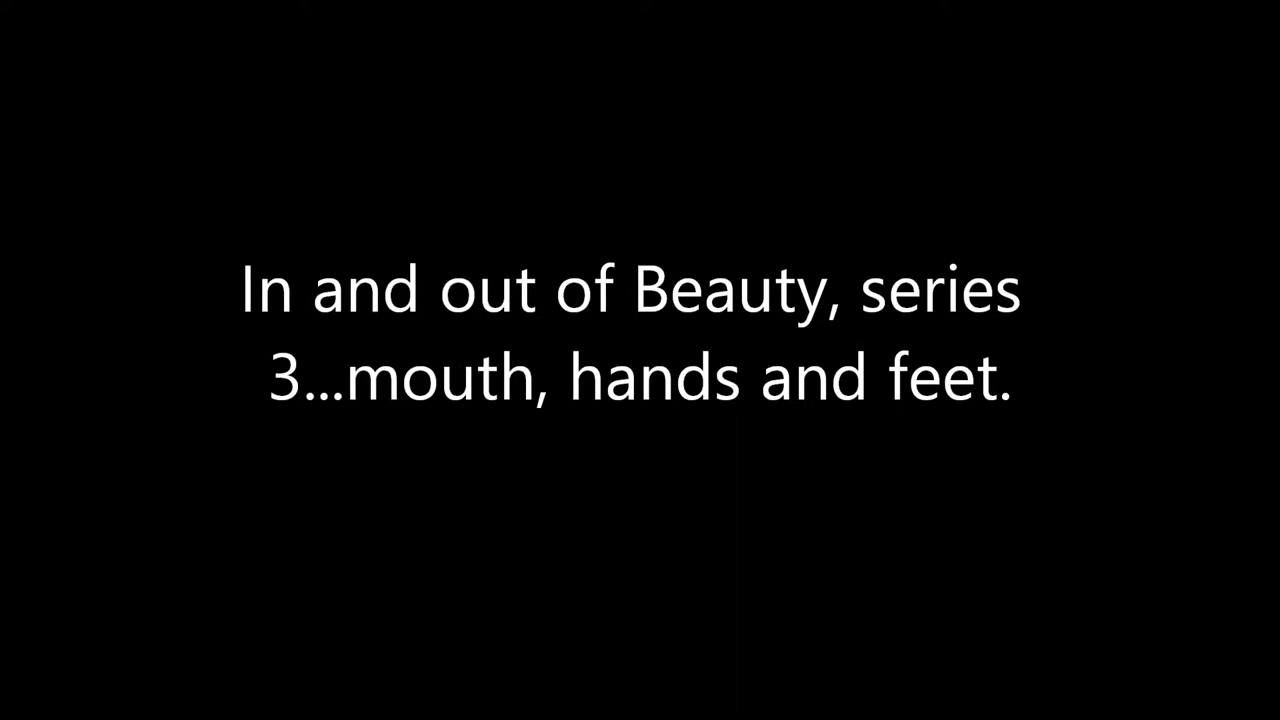 In and out of Beauty, series
3...mouth, hands and feet.